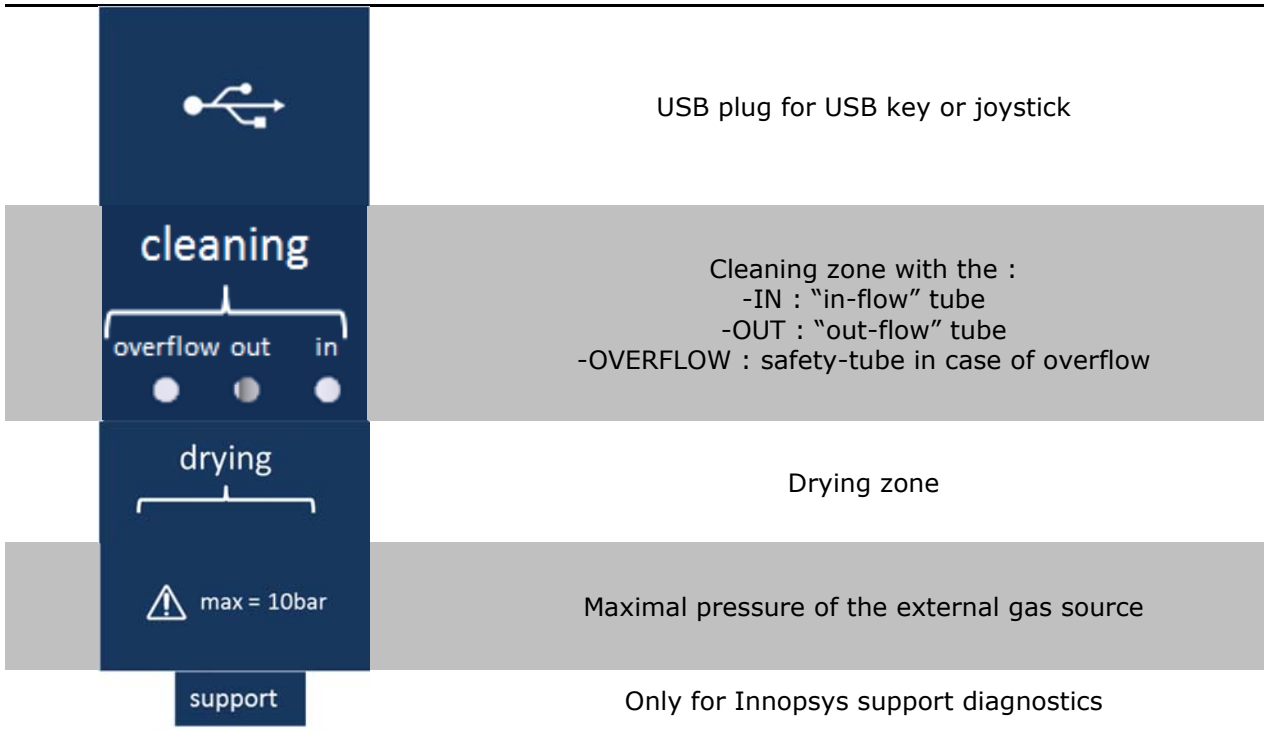 USB plug for USB key or joystick
cleaning
overflow out in
Cleaning zone with the :
-IN : “in-flow” tube
-OUT : “out-flow” tube
-OVERFLOW : safety-tube in case of overflow
drying
Drying zone
max = 10bar
Maximal pressure of the external gas source
support
Only for Innopsys support diagnostics